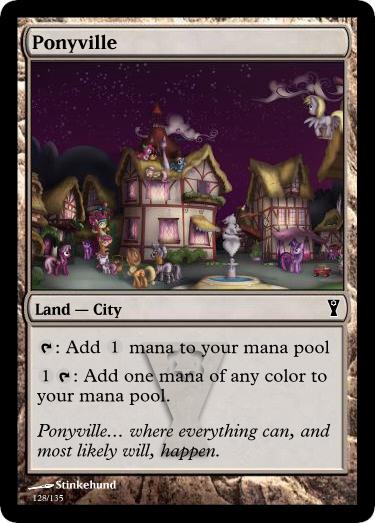 Ponyville
Land — City
: Add 1 mana to your mana pool
1 : Add one mana of any color to
your mana pool.
Ponyville... where everything can, and
most likely will, happen.
Stinkehund
128/135